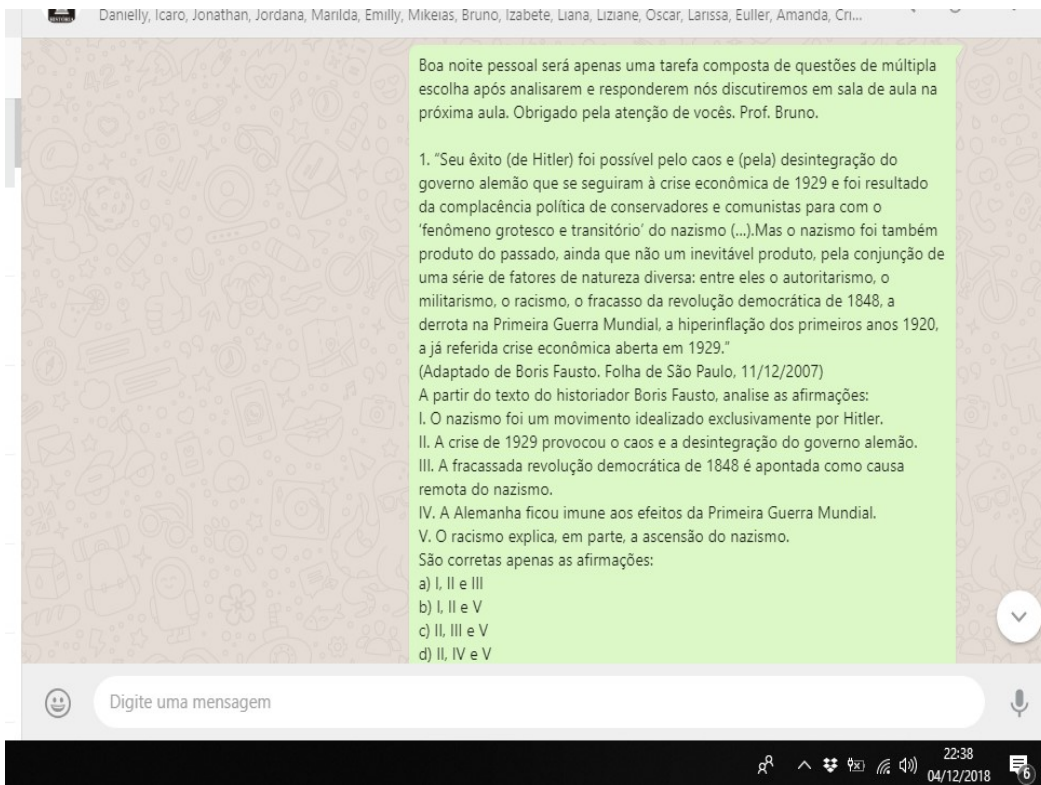 Danielly, Icaro, Jonathan, Jordana, Marilda, Emilly, Mikeias, Bruno, Izabete, Liana, Liziane, Oscar, Larissa, Euller, Amanda, Cri...
Boa noite pessoal será apenas uma tarefa composta de questões de múltipla
escolha após analisarem e responderem nós discutiremos em sala de aula na
próxima aula. Obrigado pela atenção de vocês. Prof. Bruno.
1. "Seu êxito (de Hitler) foi possível pelo caos e (pela) desintegração do
governo alemão que se seguiram à crise econômica de 1929 e foi resultado
da complacência política de conservadores e comunistas para com o
'fenômeno grotesco e transitório' do nazismo (...).Mas o nazismo foi também
produto do passado, ainda que não um inevitável produto, pela conjunção de
uma série de fatores de natureza diversa: entre eles o autoritarismo, o
militarismo, o racismo, o fracasso da revolução democrática de 1848, a
derrota na Primeira Guerra Mundial, a hiperinflação dos primeiros anos 1920,
a já referida crise econômica aberta em 1929."
(Adaptado de Boris Fausto. Folha de São Paulo, 11/12/2007)
A partir do texto do historiador Boris Fausto, analise as afirmações:
I. O nazismo foi um movimento idealizado exclusivamente por Hitler.
II. A crise de 1929 provocou o caos e a desintegração do governo alemão.
III. A fracassada revolução democrática de 1848 é apontada como causa
remota do nazismo.
IV. A Alemanha ficou imune aos efeitos da Primeira Guerra Mundial.
V. O racismo explica, em parte, a ascensão do nazismo.
São corretas apenas as afirmações:
a) I, II e III
b) I, II e V
c) II, III e V
d) II, IV e V
Digite uma mensagem
22:38
04/12/2018
6